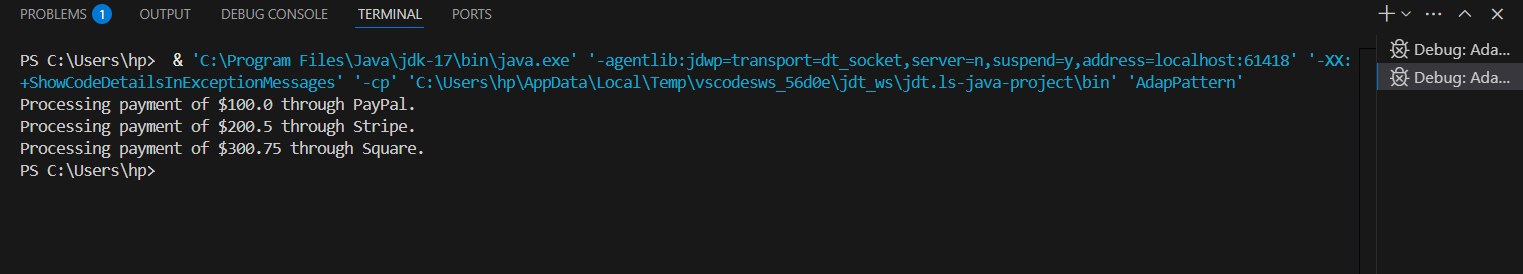 PROBLEMS 1 OUTPUT DEBUG CONSOLE TERMINAL PORTS
PS C:\Users\hp>  & 'C:\Program Files\Java\jdk-17\bin\java.exe' '-agentlib:jdwp=transport=dt_socket,server=n,suspend=y,address=localhost:61418' '-XX:
+ShowCodeDetailsInExceptionMessages' '-cp' 'C:\Users\hp\AppData\Local\Temp\vscodesws_56d0e\jdt_ws\jdt.ls-java-project\bin' 'AdapPattern'
Processing payment of $100.0 through PayPal.
Processing payment of $200.5 through Stripe.
Processing payment of $300.75 through Square.
PS C:\Users\hp>
Debug: Ada...
Debug: Ada...